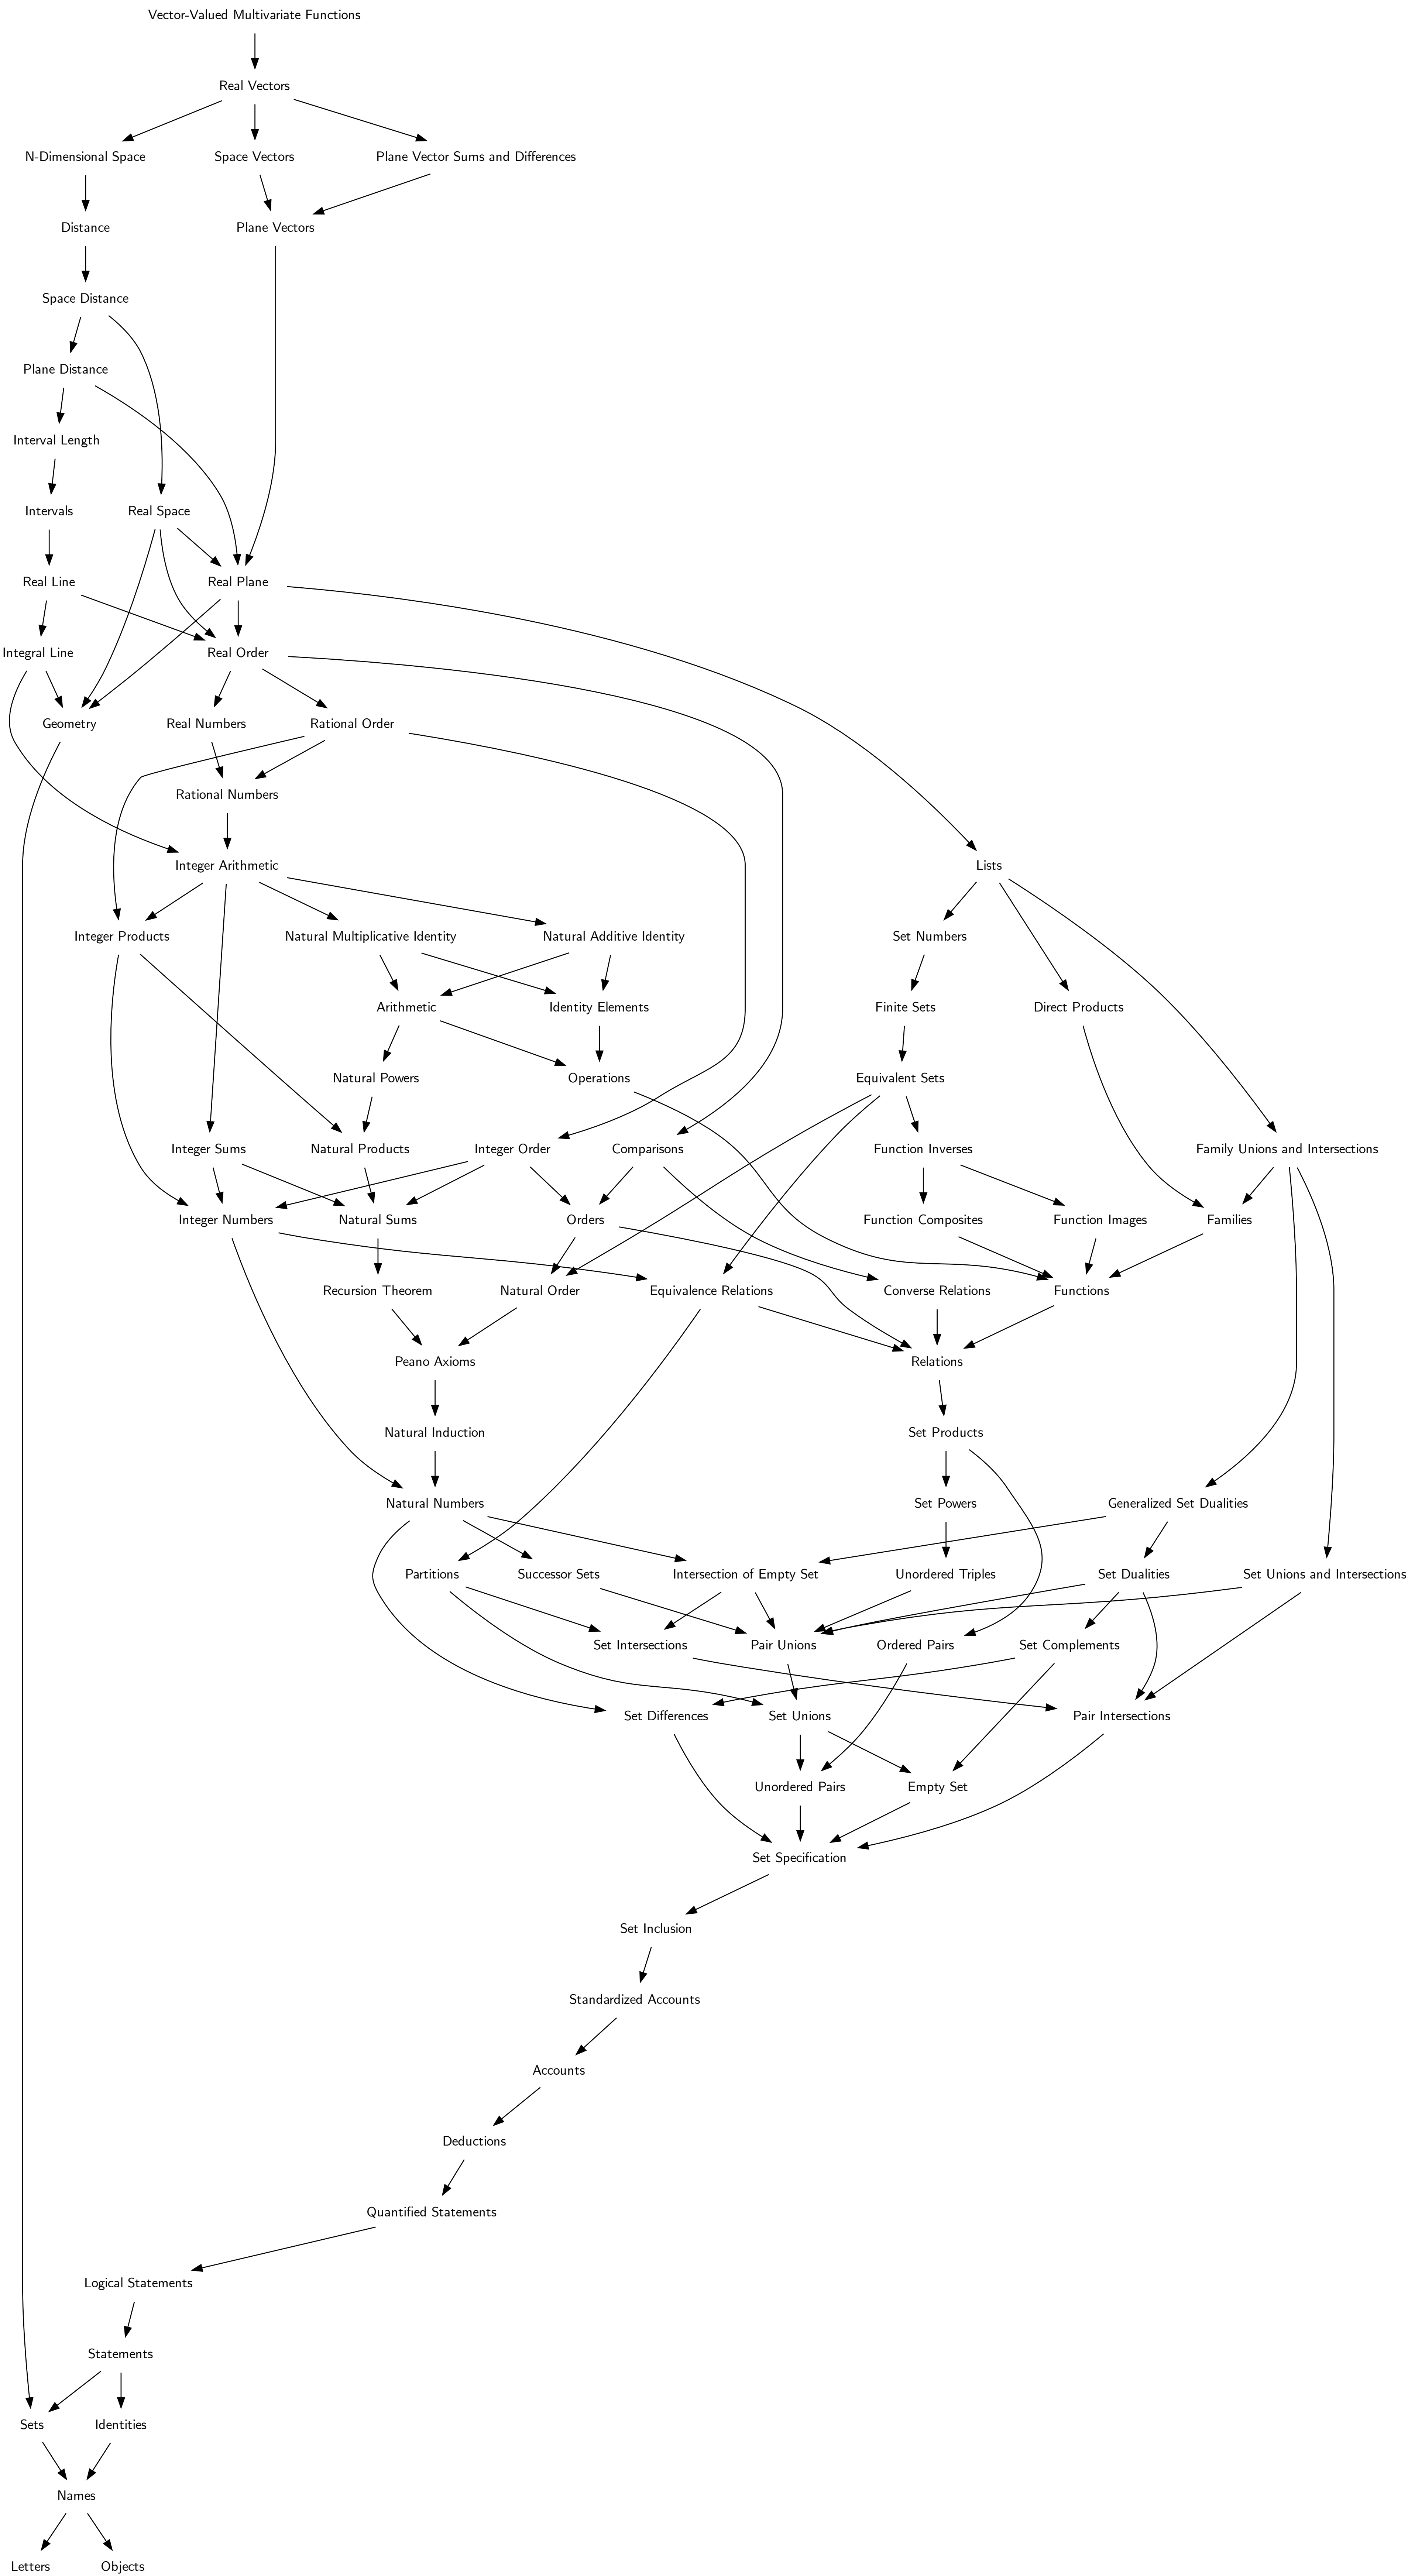 Vector-Valued Multivariate Functions
Real Vectors
N-Dimensional Space
Space Vectors
Plane Vector Sums and Differences
Distance
Plane Vectors
Space Distance
Plane Distance
Interval Length
Intervals
Real Space
Real Line
Real Plane
Integral Line
Real Order
Geometry
Real Numbers
Rational Order
Rational Numbers
Integer Arithmetic
Lists
Integer Products
Natural Multiplicative Identity
Natural Additive Identity
Set Numbers
Arithmetic
Identity Elements
Finite Sets
Direct Products
Natural Powers
Operations
Equivalent Sets
Integer Sums
Natural Products
Integer Order
Comparisons
Function Inverses
Family Unions and Intersections
Integer Numbers
Natural Sums
Orders
Function Composites
Function Images
Families
Recursion Theorem
Natural Order
Equivalence Relations
Converse Relations
Functions
Peano Axioms
Relations
Natural Induction
Set Products
Natural Numbers
Set Powers
Generalized Set Dualities
Partitions
Successor Sets
Intersection of Empty Set
Unordered Triples
Set Dualities
Set Unions and Intersections
Set Intersections
Pair Unions
Ordered Pairs
Set Complements
Set Differences
Set Unions
Pair Intersections
Unordered Pairs
Empty Set
Set Specification
Set Inclusion
Standardized Accounts
Accounts
Deductions
Quantified Statements
Logical Statements
Statements
Sets
Identities
Names
Letters
Objects